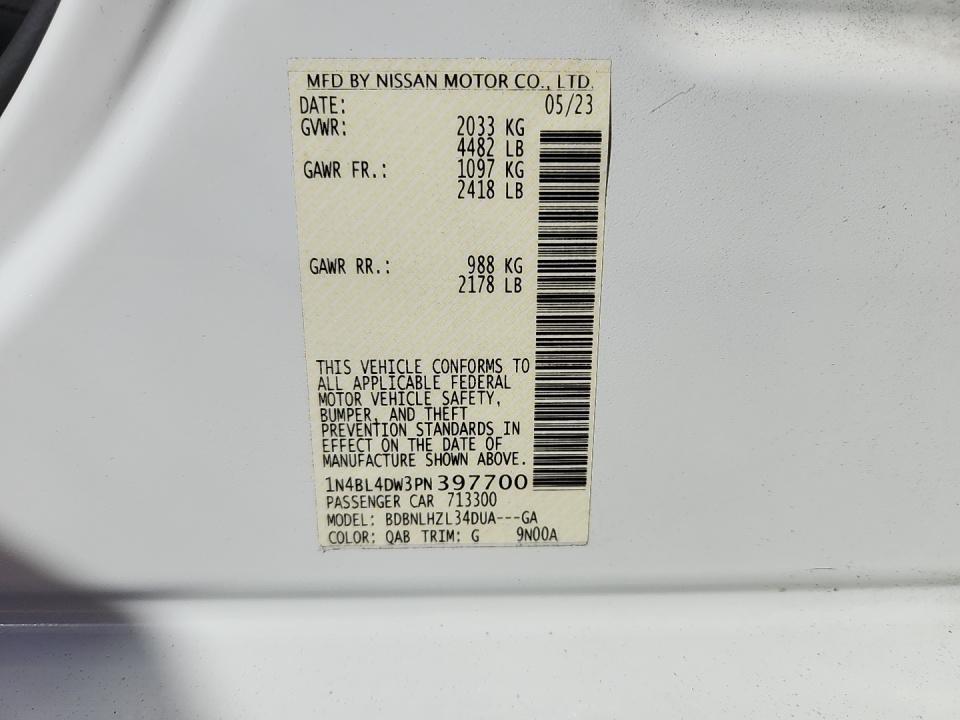 MFD BY NISSAN MOTOR CO., LTD.
DATE: 05/23
GVWR: 2033 KG
4482 LB
GAWR FR.: 1097 KG
2418 LB
GAWR RR.: 988 KG
2178 LB
THIS VEHICLE CONFORMS TO
ALL APPLICABLE FEDERAL
MOTOR VEHICLE SAFETY,
BUMPER, AND THEFT
PREVENTION STANDARDS IN
EFFECT ON THE DATE OF
MANUFACTURE SHOWN ABOVE.
1N4BL4DW3PN397700
PASSENGER CAR 713300
MODEL: BDBNLHZL34DUA---GA
COLOR: QAB TRIM: G 9N00A